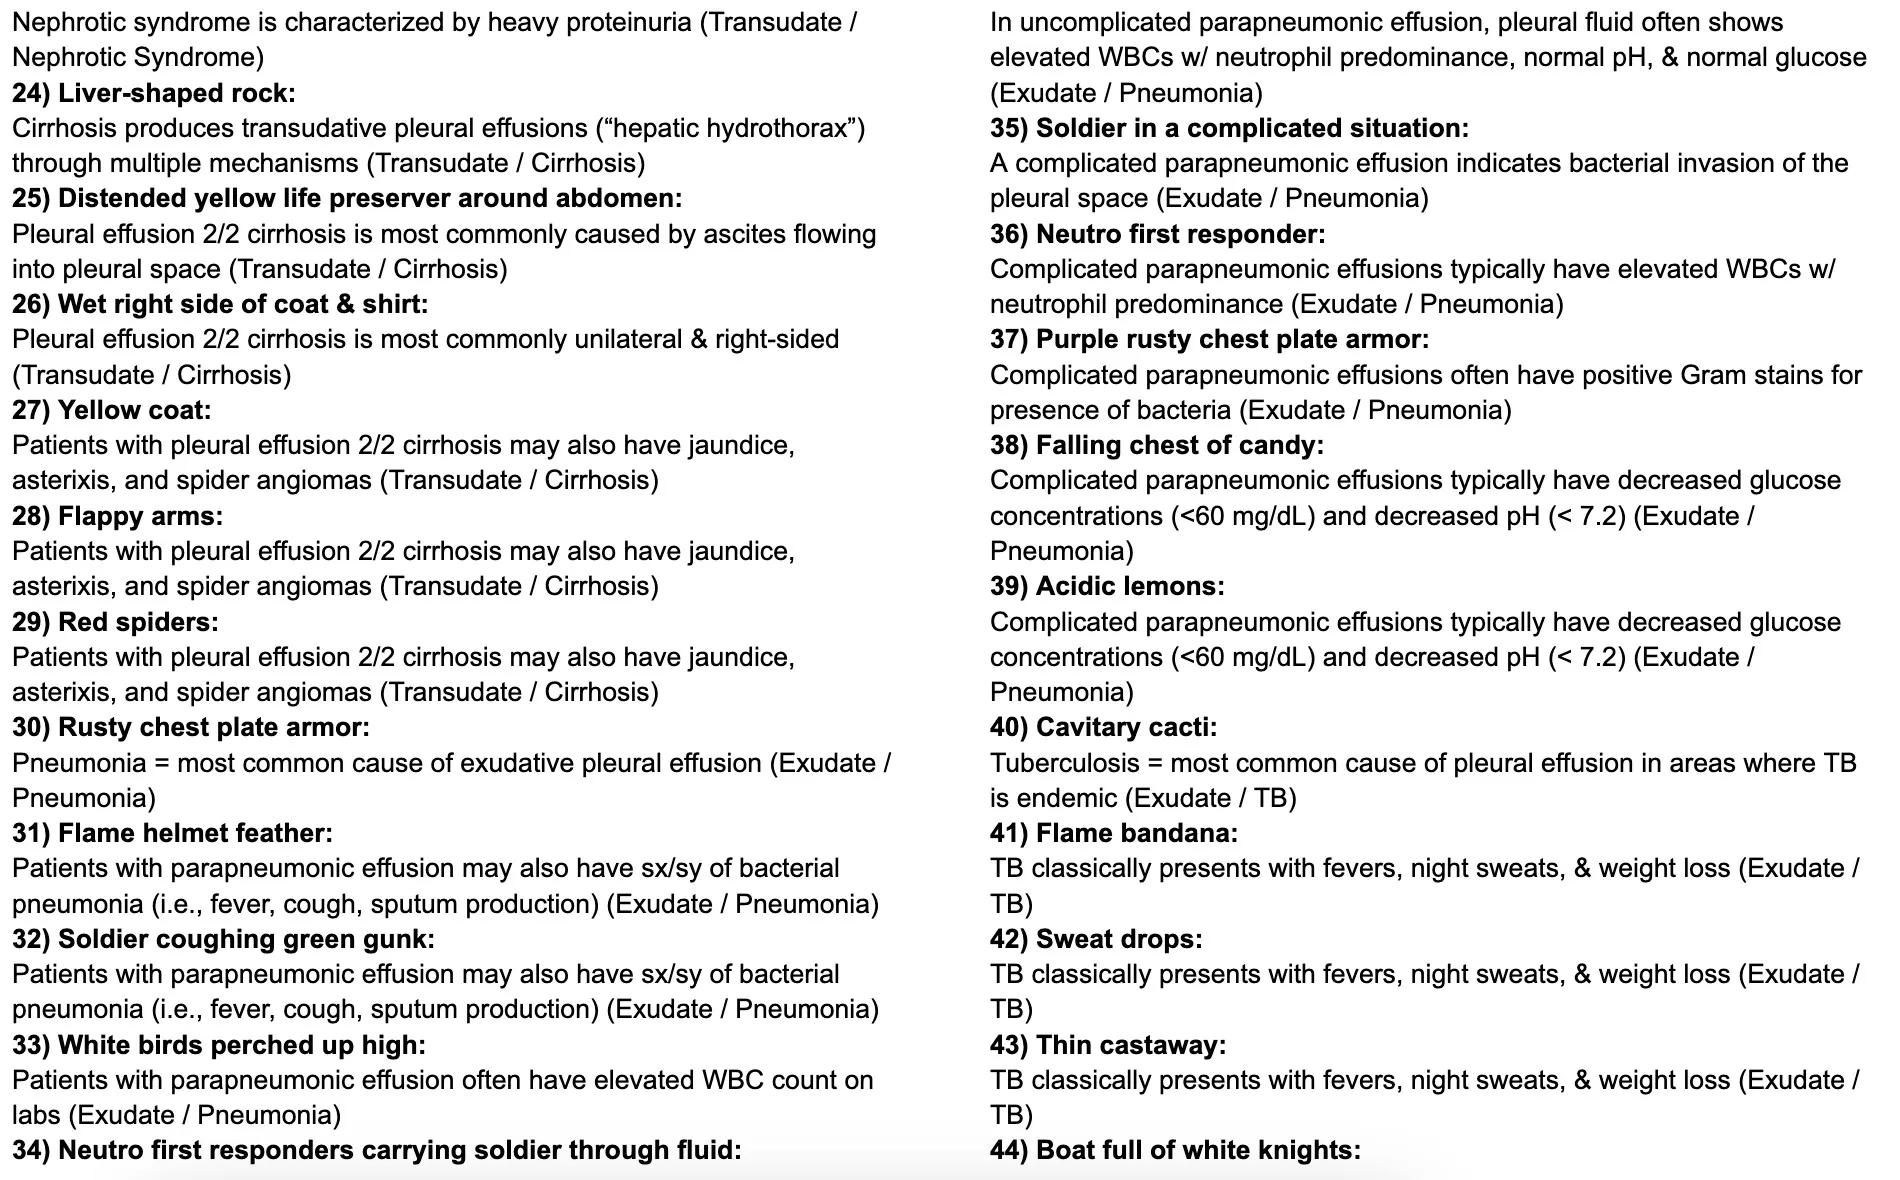 Nephrotic syndrome is characterized by heavy proteinuria (Transudate /
Nephrotic Syndrome)
24) Liver-shaped rock:
Cirrhosis produces transudative pleural effusions (“hepatic hydrothorax”)
through multiple mechanisms (Transudate / Cirrhosis)
25) Distended yellow life preserver around abdomen:
Pleural effusion 2/2 cirrhosis is most commonly caused by ascites flowing
into pleural space (Transudate / Cirrhosis)
26) Wet right side of coat & shirt:
Pleural effusion 2/2 cirrhosis is most commonly unilateral & right-sided
(Transudate / Cirrhosis)
27) Yellow coat:
Patients with pleural effusion 2/2 cirrhosis may also have jaundice,
asterixis, and spider angiomas (Transudate / Cirrhosis)
28) Flappy arms:
Patients with pleural effusion 2/2 cirrhosis may also have jaundice,
asterixis, and spider angiomas (Transudate / Cirrhosis)
29) Red spiders:
Patients with pleural effusion 2/2 cirrhosis may also have jaundice,
asterixis, and spider angiomas (Transudate / Cirrhosis)
30) Rusty chest plate armor:
Pneumonia = most common cause of exudative pleural effusion (Exudate /
Pneumonia)
31) Flame helmet feather:
Patients with parapneumonic effusion may also have sx/sy of bacterial
pneumonia (i.e., fever, cough, sputum production) (Exudate / Pneumonia)
32) Soldier coughing green gunk:
Patients with parapneumonic effusion may also have sx/sy of bacterial
pneumonia (i.e., fever, cough, sputum production) (Exudate / Pneumonia)
33) White birds perched up high:
Patients with parapneumonic effusion often have elevated WBC count on
labs (Exudate / Pneumonia)
34) Neutro first responders carrying soldier through fluid:
In uncomplicated parapneumonic effusion, pleural fluid often shows
elevated WBCs w/ neutrophil predominance, normal pH, & normal glucose
(Exudate / Pneumonia)
35) Soldier in a complicated situation:
A complicated parapneumonic effusion indicates bacterial invasion of the
pleural space (Exudate / Pneumonia)
36) Neutro first responder:
Complicated parapneumonic effusions typically have elevated WBCs w/
neutrophil predominance (Exudate / Pneumonia)
37) Purple rusty chest plate armor:
Complicated parapneumonic effusions often have positive Gram stains for
presence of bacteria (Exudate / Pneumonia)
38) Falling chest of candy:
Complicated parapneumonic effusions typically have decreased glucose
concentrations (<60 mg/dL) and decreased pH (< 7.2) (Exudate /
Pneumonia)
39) Acidic lemons:
Complicated parapneumonic effusions typically have decreased glucose
concentrations (<60 mg/dL) and decreased pH (< 7.2) (Exudate /
Pneumonia)
40) Cavitary cacti:
Tuberculosis = most common cause of pleural effusion in areas where TB
is endemic (Exudate / TB)
41) Flame bandana:
TB classically presents with fevers, night sweats, & weight loss (Exudate /
TB)
42) Sweat drops:
TB classically presents with fevers, night sweats, & weight loss (Exudate /
TB)
43) Thin castaway:
TB classically presents with fevers, night sweats, & weight loss (Exudate /
TB)
44) Boat full of white knights: